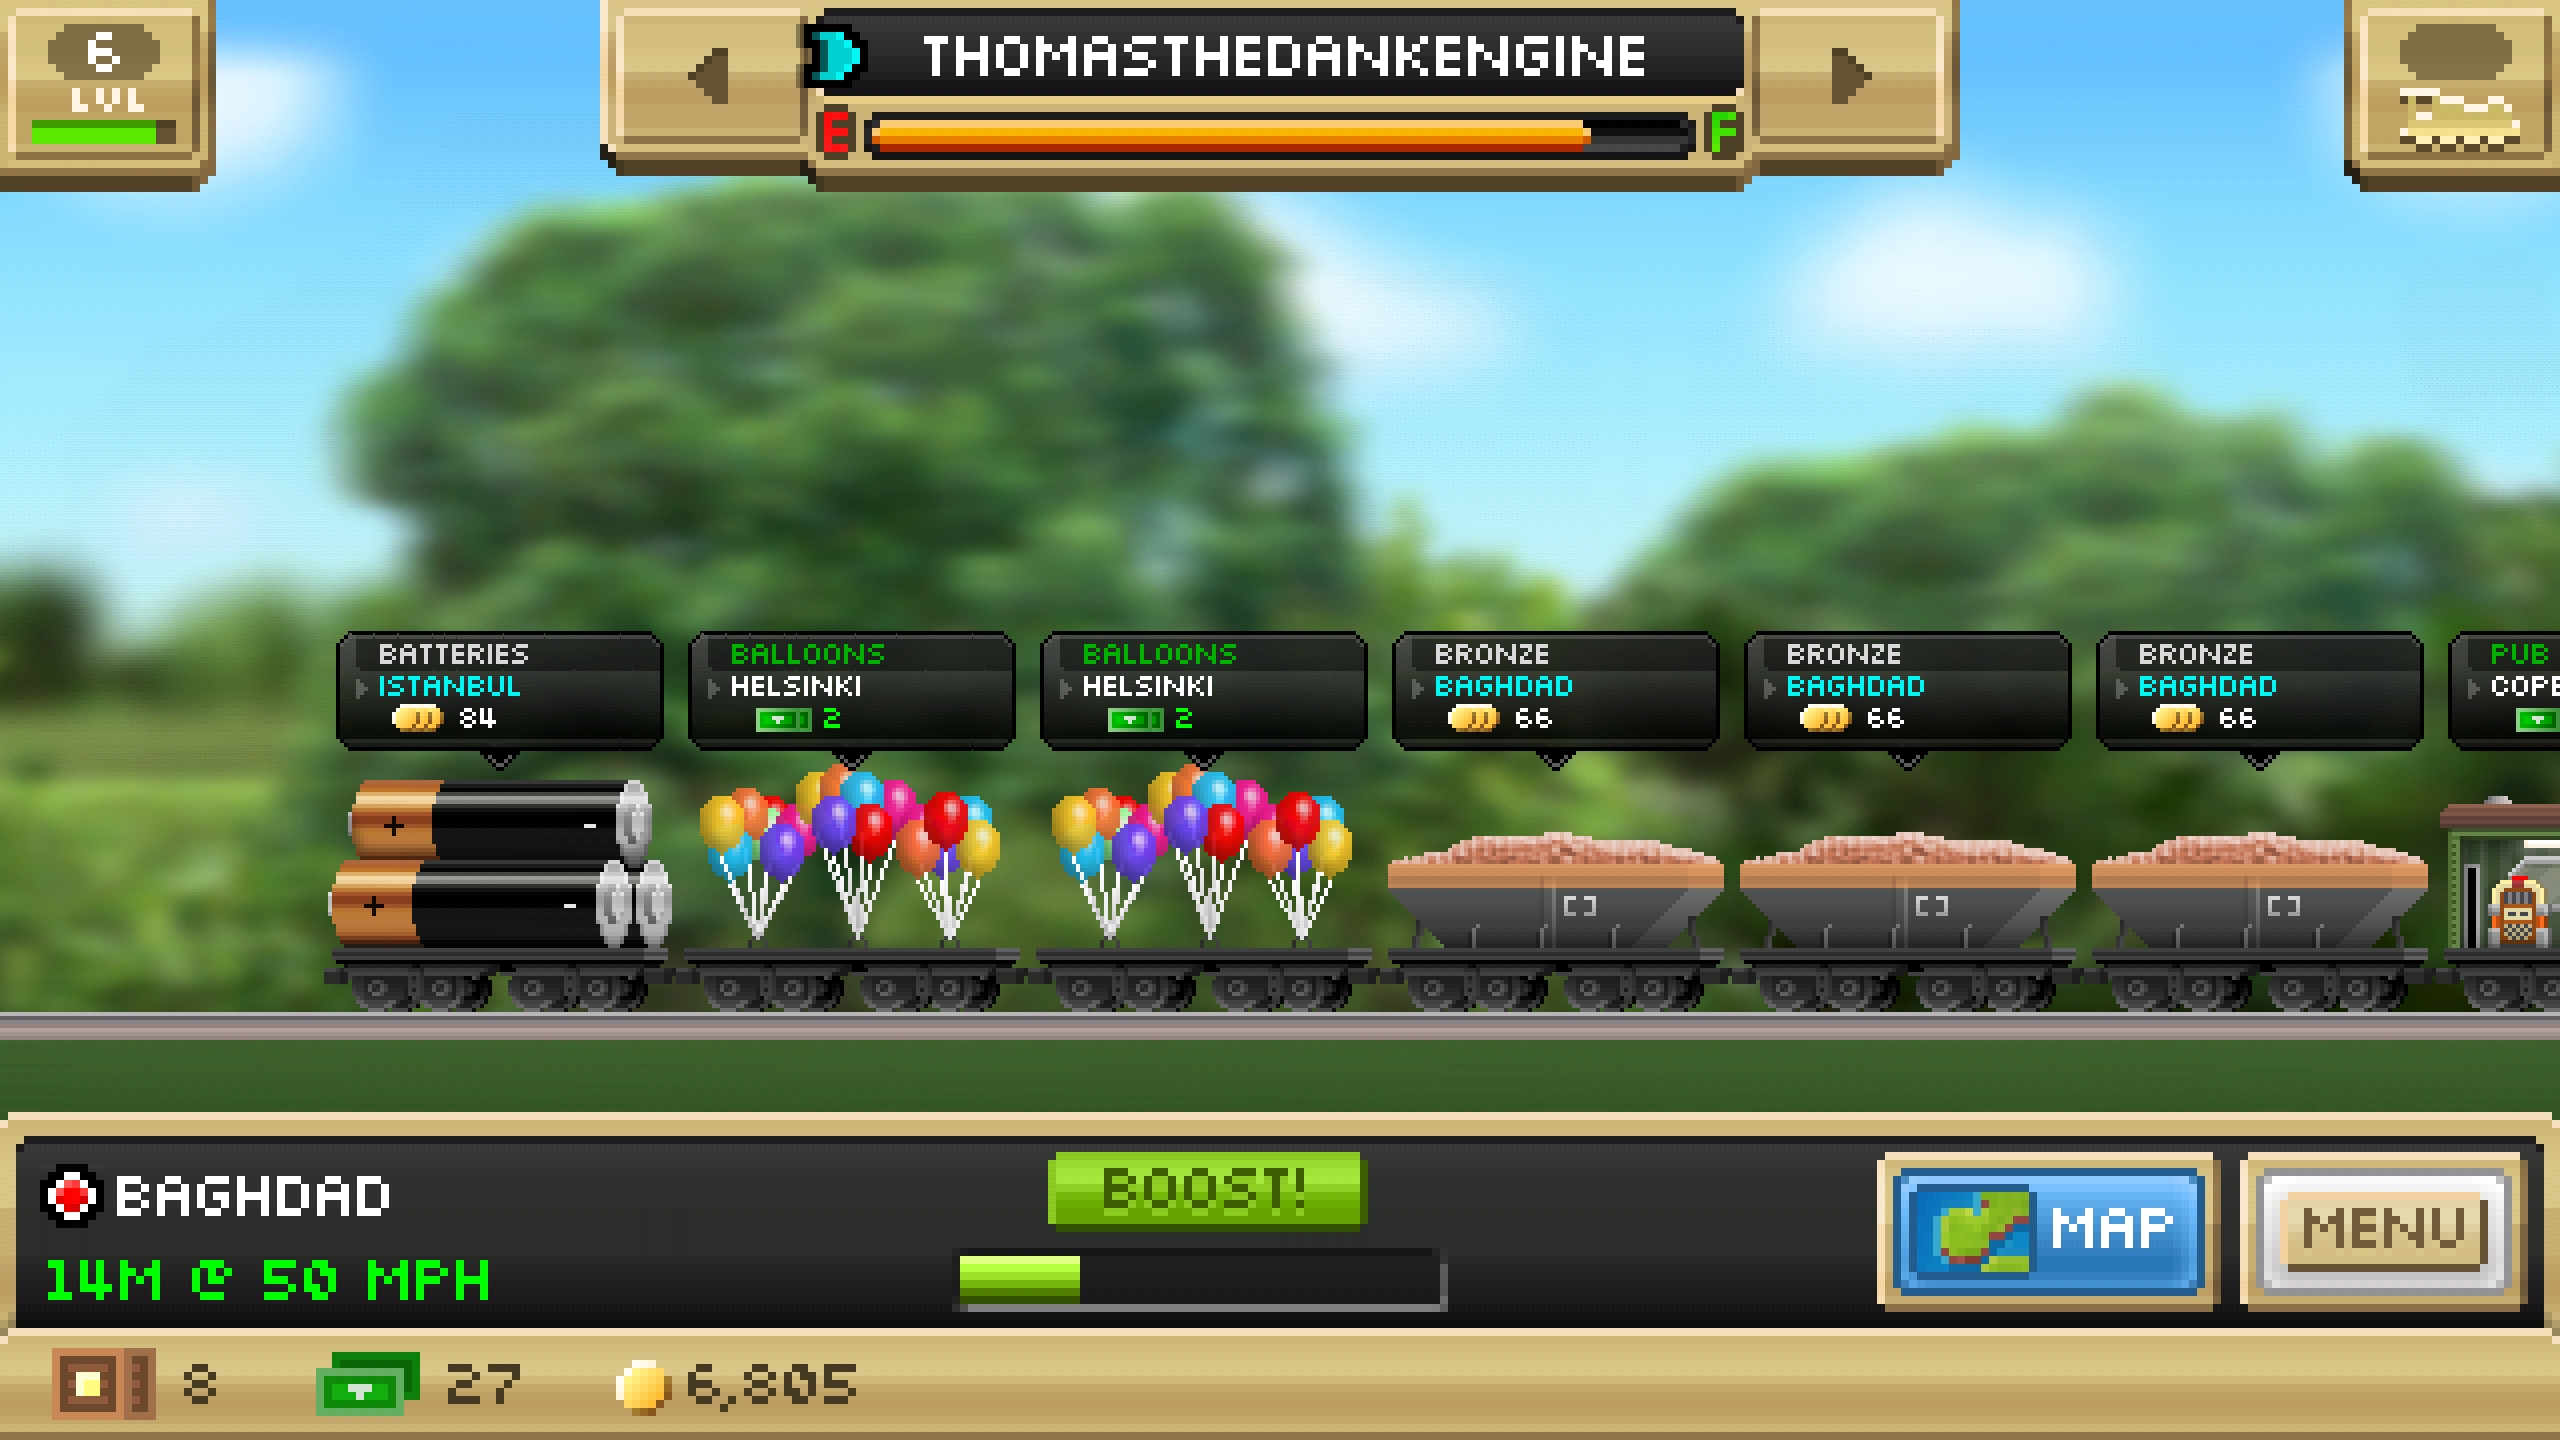 6
LVL
THOMASTHEDANKENGINE
E
F
BATTERIES
ISTANBUL
84
BALLOONS
HELSINKI
2
BALLOONS
HELSINKI
2
BRONZE
BAGHDAD
66
BRONZE
BAGHDAD
66
BRONZE
BAGHDAD
66
PUB
+
-
+
-
BAGHDAD
14M @ 50 MPH
BOOST!
MAP
MENU
8
27
6,805